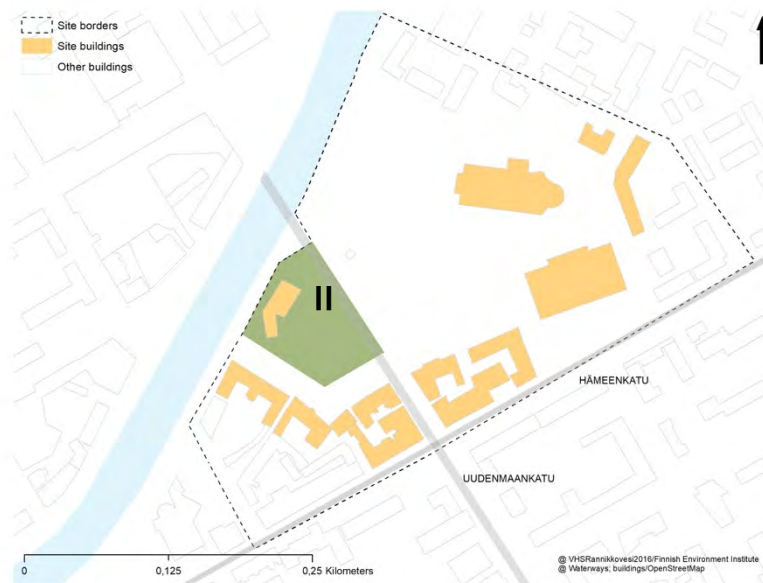 Site borders
Site buildings
Other buildings
II
HÄMEENKATU
UUDENMAANKATU
0 0,125 0,25 Kilometers
@ VHSRannikkovesi2016/Finnish Environment Institute
@ Waterways; buildings/OpenStreetMap